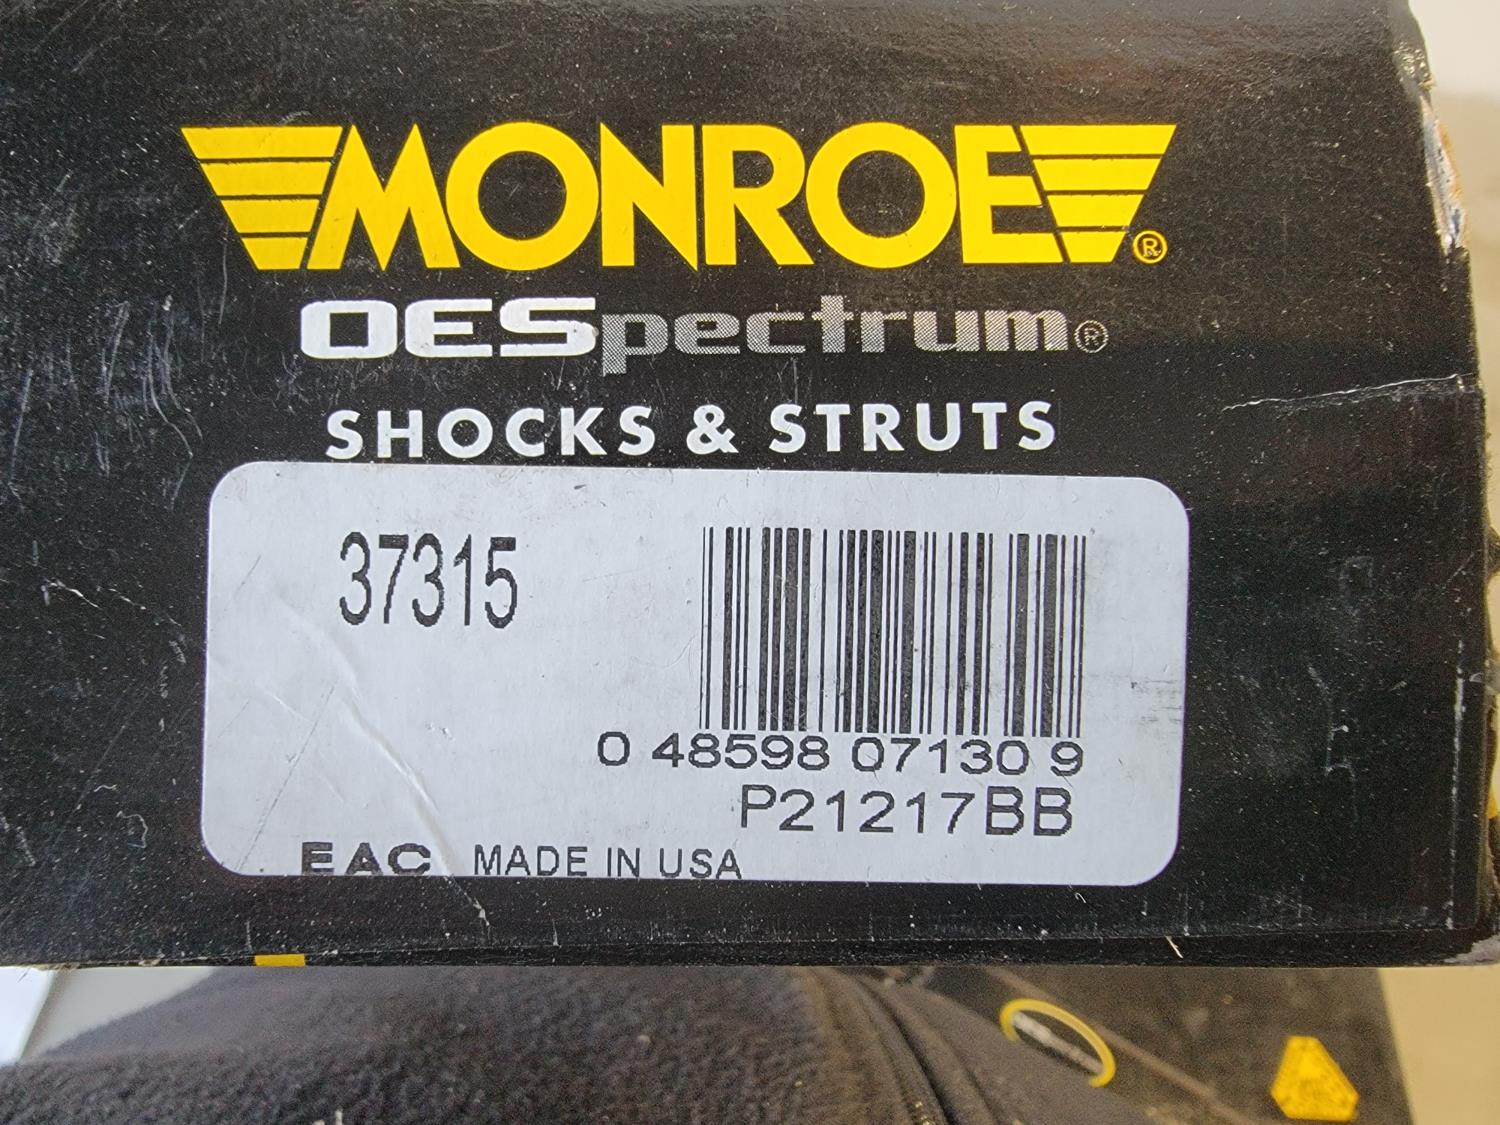 MONROE®
OESpectrum®
SHOCKS & STRUTS
37315
0 48598 07130 9
P21217BB
EAC MADE IN USA